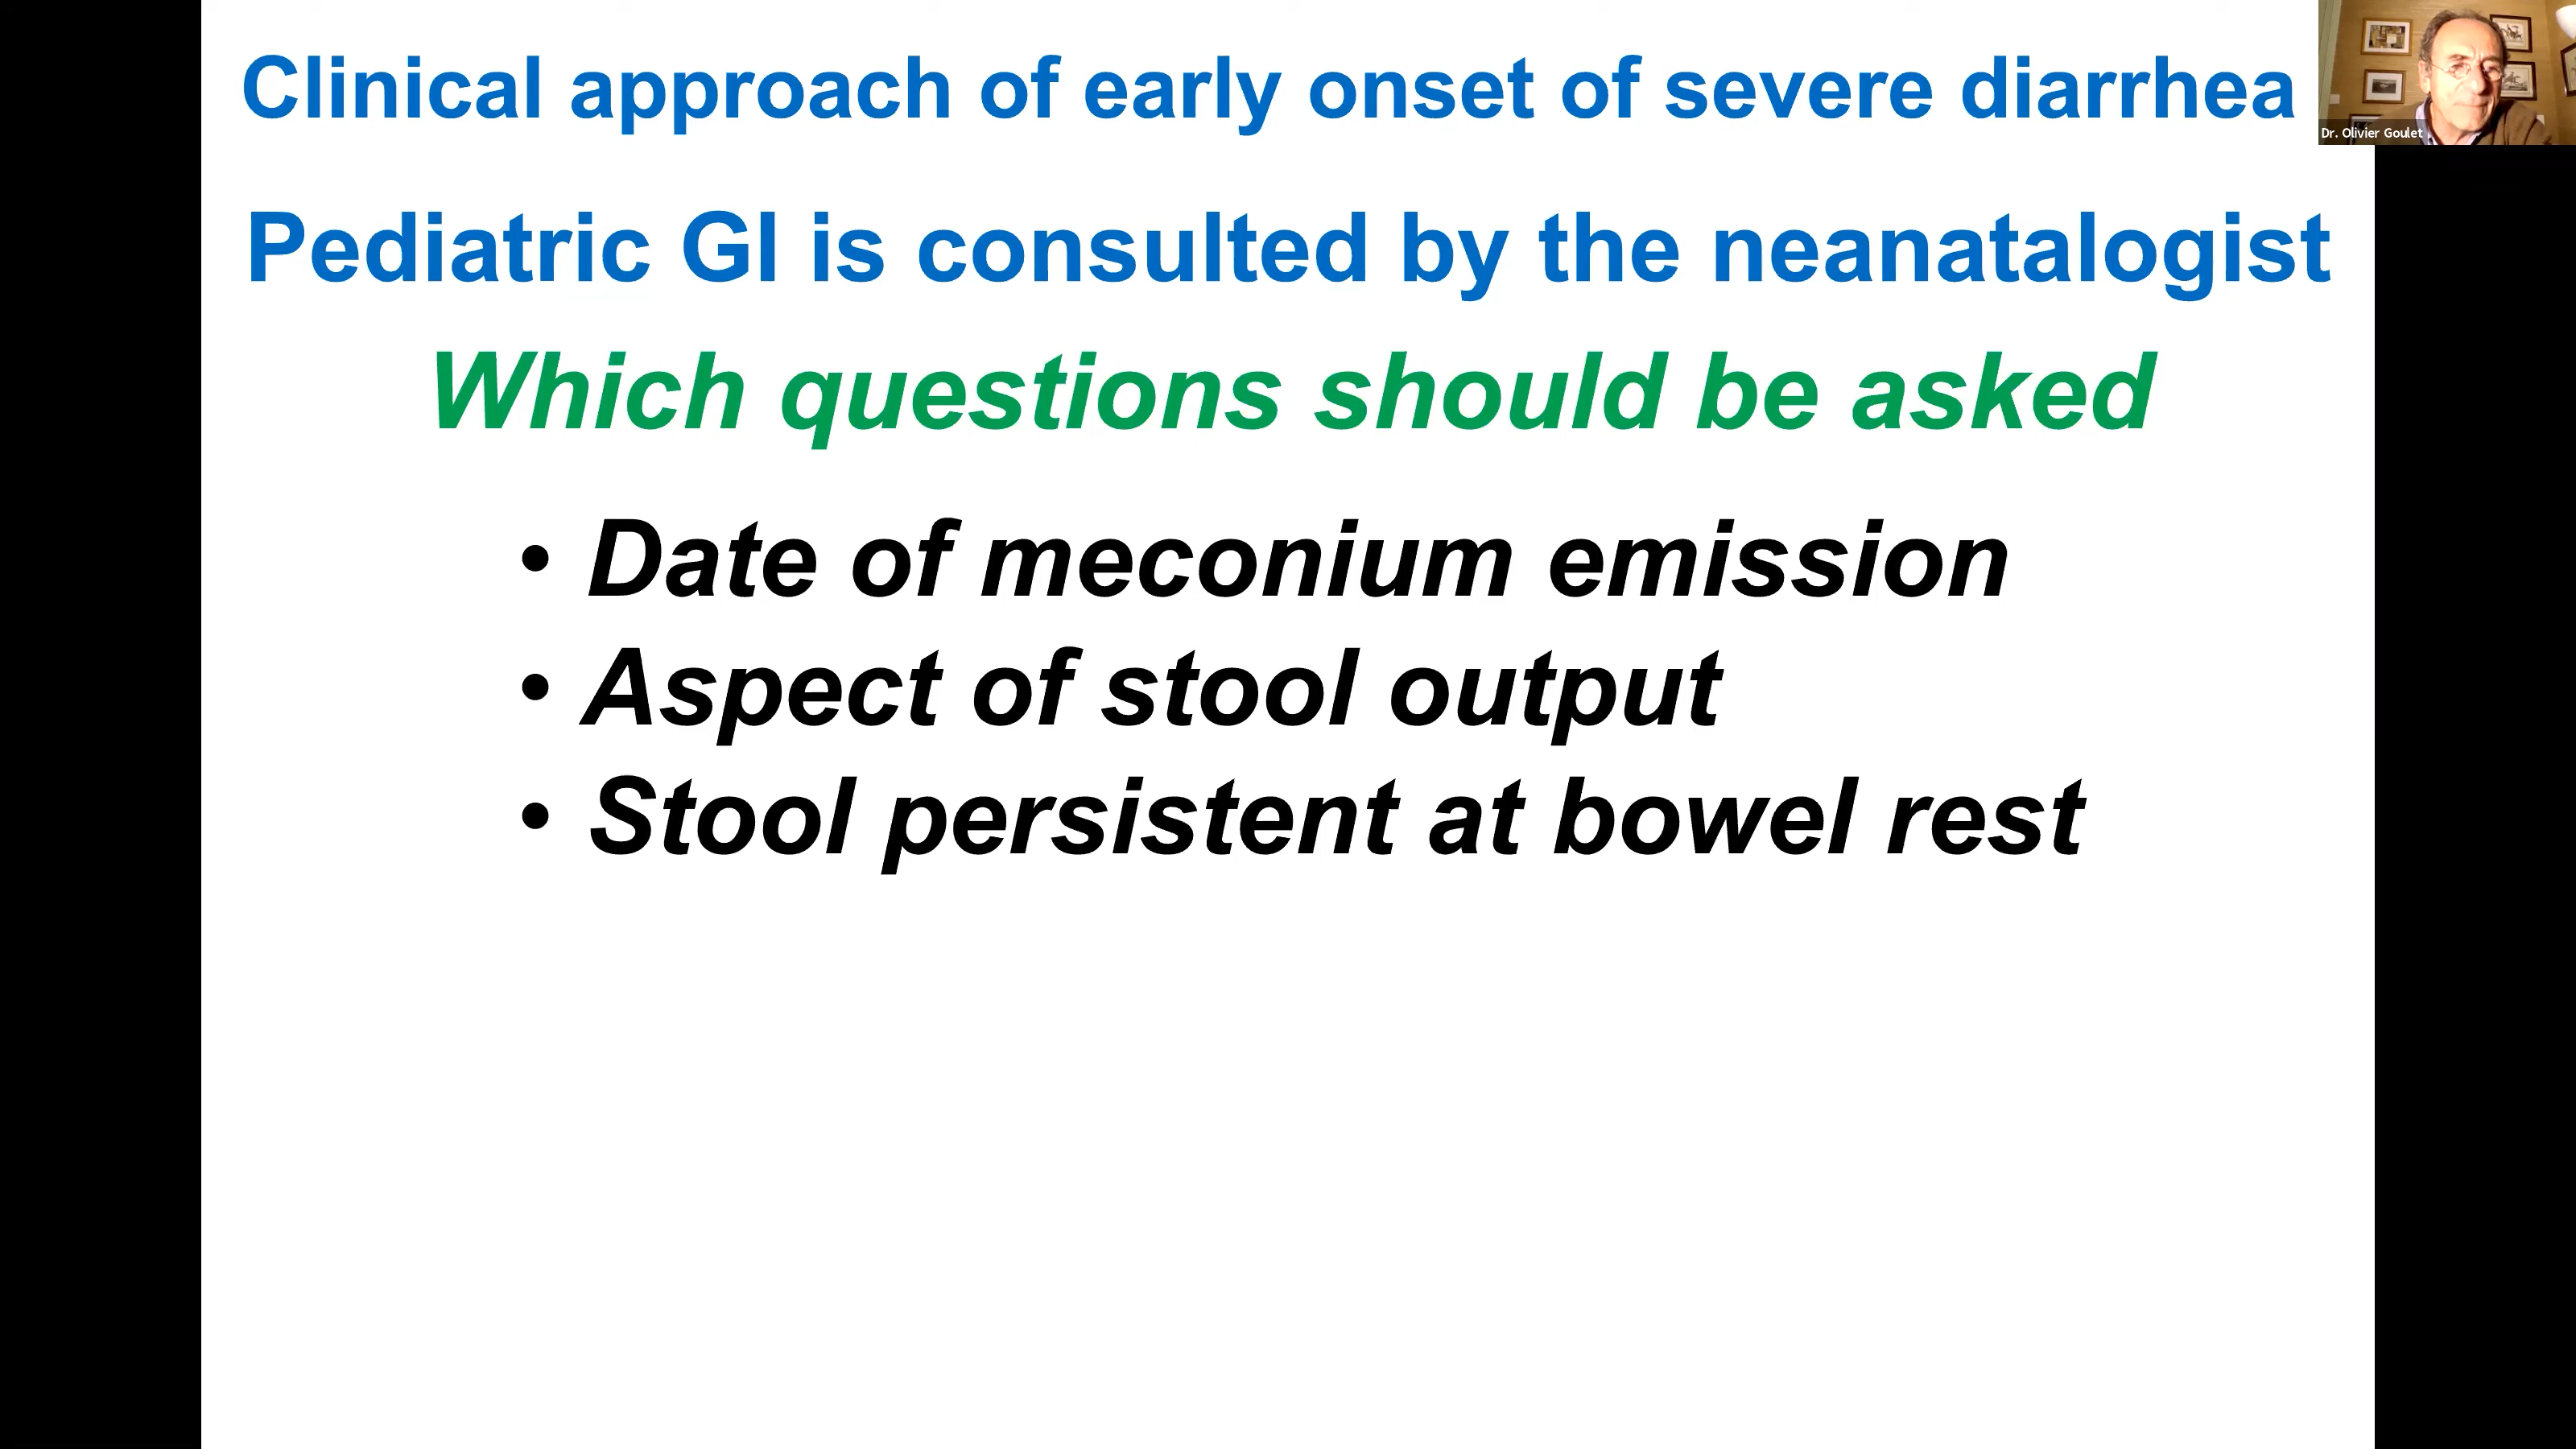 Clinical approach of early onset of severe diarrhea
Dr. Olivier Goulet
Pediatric GI is consulted by the neanatalogist
Which questions should be asked
• Date of meconium emission
• Aspect of stool output
• Stool persistent at bowel rest